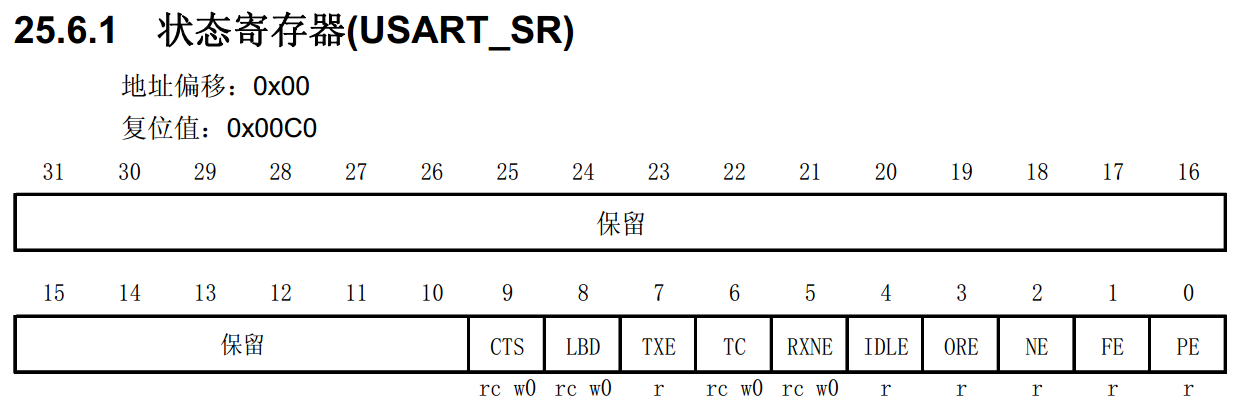 25.6.1 状态寄存器(USART_SR)
地址偏移：0x00
复位值：0x00C0
31 30 29 28 27 26 25 24 23 22 21 20 19 18 17 16
保留
15 14 13 12 11 10 9 8 7 6 5 4 3 2 1 0
保留 CTS LBD TXE TC RXNE IDLE ORE NE FE PE
rc w0 rc w0 r rc w0 rc w0 r r r r r